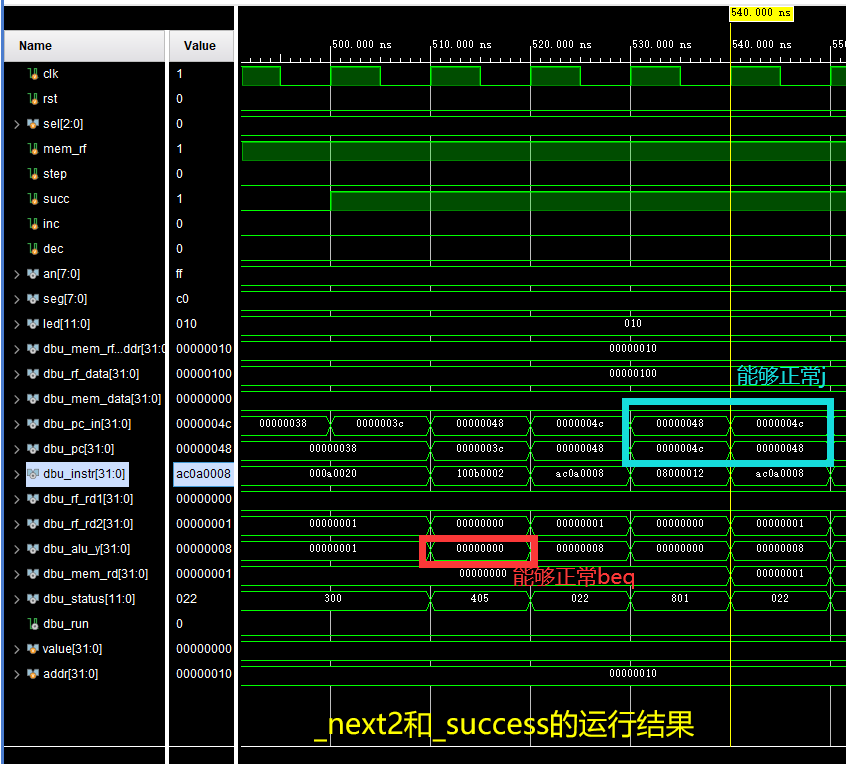 540.000 ns
Name Value
500.000 ns 510.000 ns 520.000 ns 530.000 ns 540.000 ns 550
clk 1
rst 0
sel[2:0] 0
mem_rf 1
step 0
succ 1
inc 0
dec 0
an[7:0] ff
seg[7:0] c0
led[11:0] 010 010
dbu_mem_rf...ddr[31:0 00000010 00000010
dbu_rf_data[31:0] 00000100 00000100
能够正常j
dbu_mem_data[31:0] 00000000
dbu_pc_in[31:0] 0000004c 00000038 0000003c 00000048 0000004c 00000048 0000004c
dbu_pc[31:0] 00000048 00000038 0000003c 00000048 0000004c 00000048
dbu_instr[31:0] ac0a0008 000a0020 100b0002 ac0a0008 08000012 ac0a0008
dbu_rf_rd1[31:0] 00000000
dbu_rf_rd2[31:0] 00000001 00000001 00000000 00000001 00000000 00000001
dbu_alu_y[31:0] 00000008 00000001 00000000 00000008 00000000 00000008
dbu_mem_rd[31:0] 00000001 00000000 00000001
能够正常beq
dbu_status[11:0] 022 300 405 022 801 022
dbu_run 0
value[31:0] 00000000
addr[31:0] 00000010 00000010
_next2和_success的运行结果